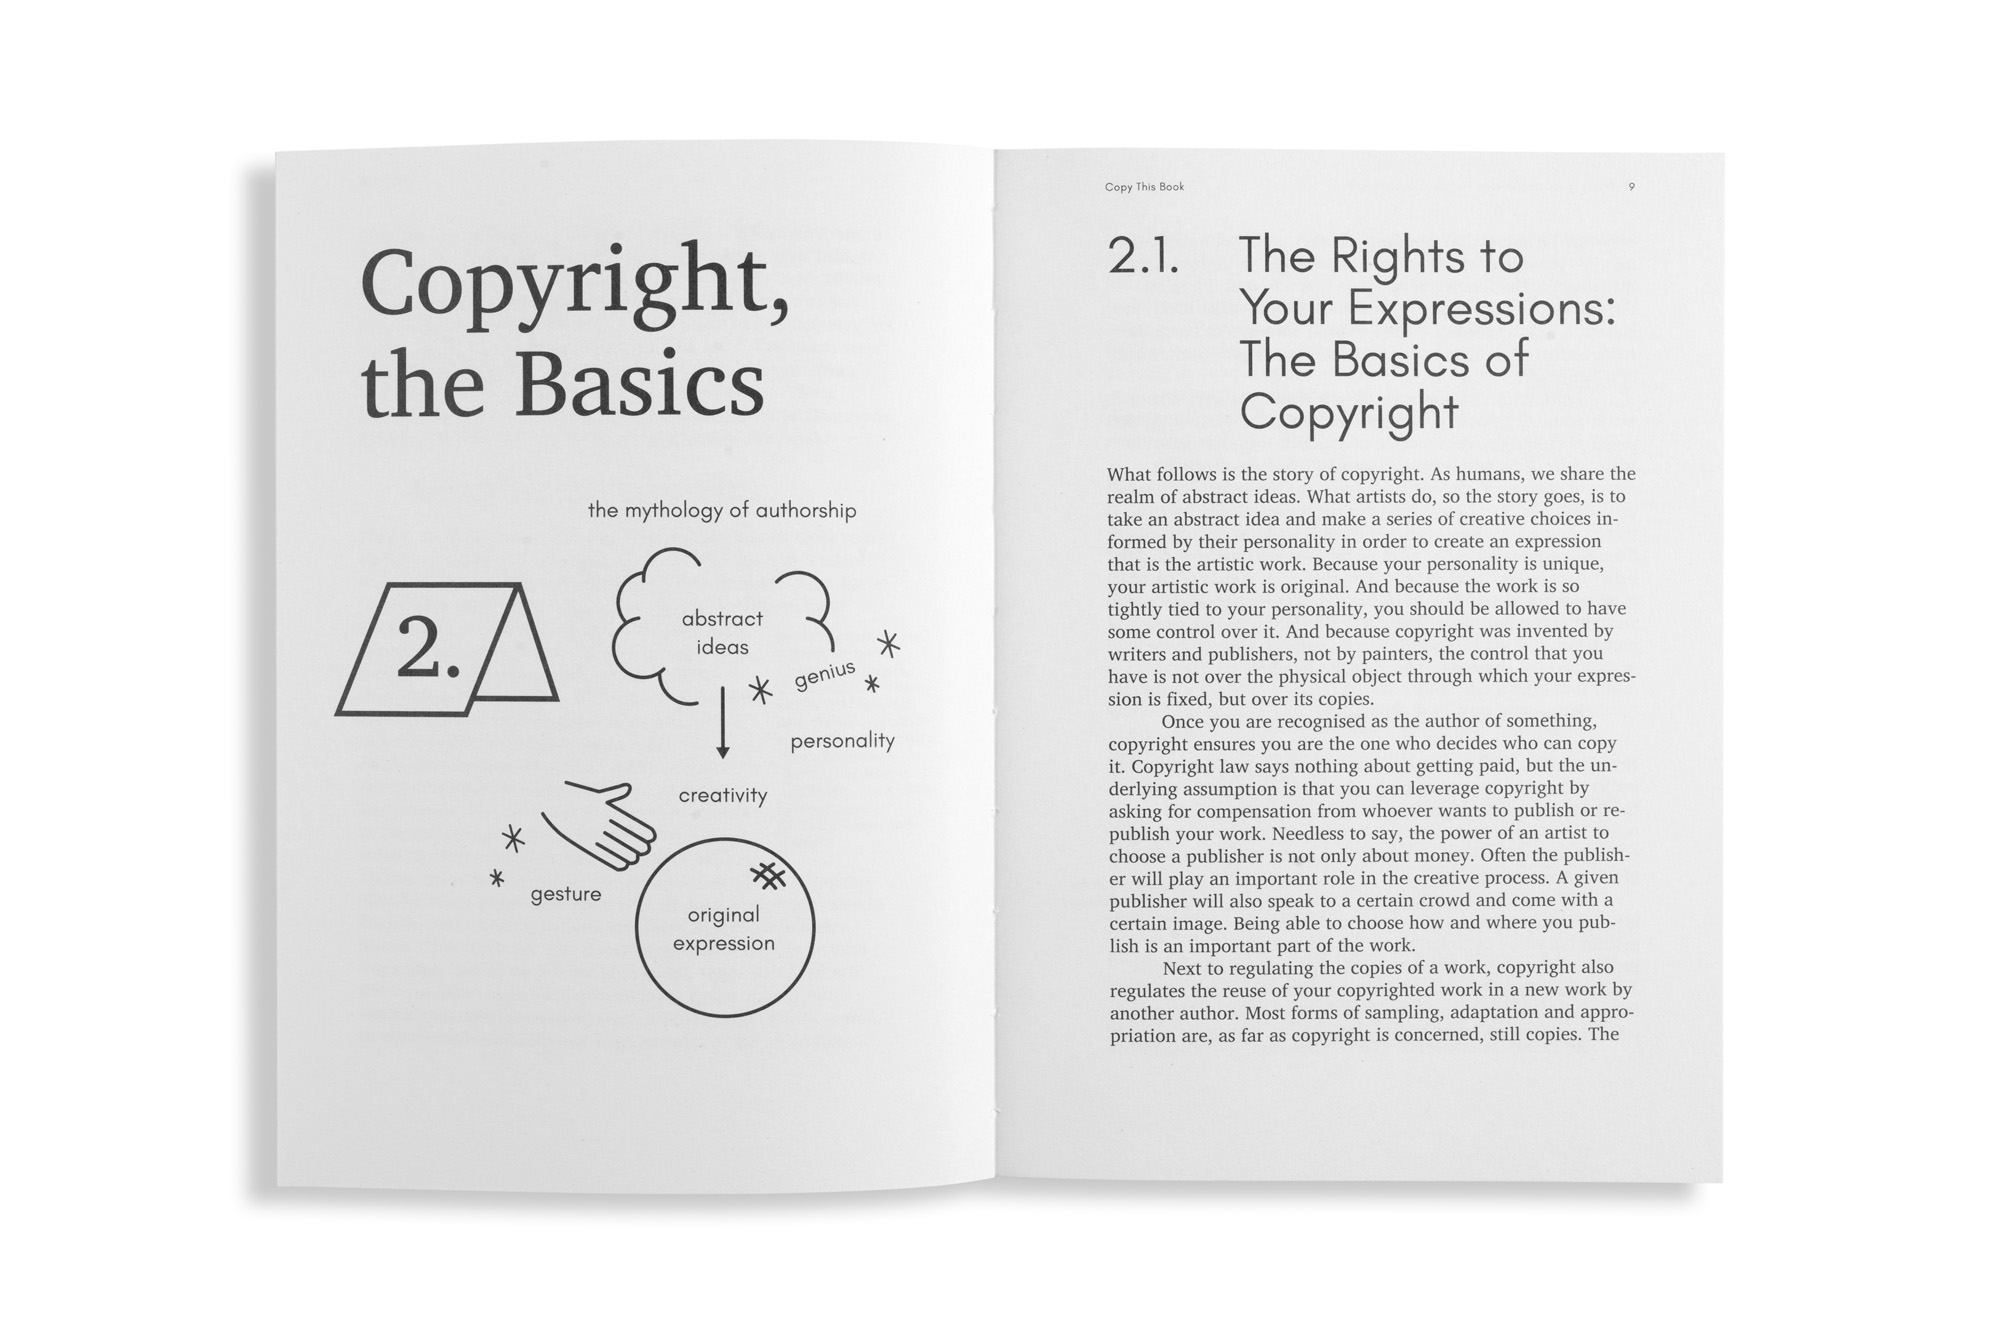 Copyright,
the Basics
the mythology of authorship
2.
abstract
ideas
genius
personality
creativity
gesture
original
expression
Copy This Book
9
2.1. The Rights to
Your Expressions:
The Basics of
Copyright
What follows is the story of copyright. As humans, we share the
realm of abstract ideas. What artists do, so the story goes, is to
take an abstract idea and make a series of creative choices in-
formed by their personality in order to create an expression
that is the artistic work. Because your personality is unique,
your artistic work is original. And because the work is so
tightly tied to your personality, you should be allowed to have
some control over it. And because copyright was invented by
writers and publishers, not by painters, the control that you
have is not over the physical object through which your expres-
sion is fixed, but over its copies.
Once you are recognised as the author of something,
copyright ensures you are the one who decides who can copy
it. Copyright law says nothing about getting paid, but the un-
derlying assumption is that you can leverage copyright by
asking for compensation from whoever wants to publish or re-
publish your work. Needless to say, the power of an artist to
choose a publisher is not only about money. Often the publish-
er will play an important role in the creative process. A given
publisher will also speak to a certain crowd and come with a
certain image. Being able to choose how and where you pub-
lish is an important part of the work.
Next to regulating the copies of a work, copyright also
regulates the reuse of your copyrighted work in a new work by
another author. Most forms of sampling, adaptation and appro-
priation are, as far as copyright is concerned, still copies. The